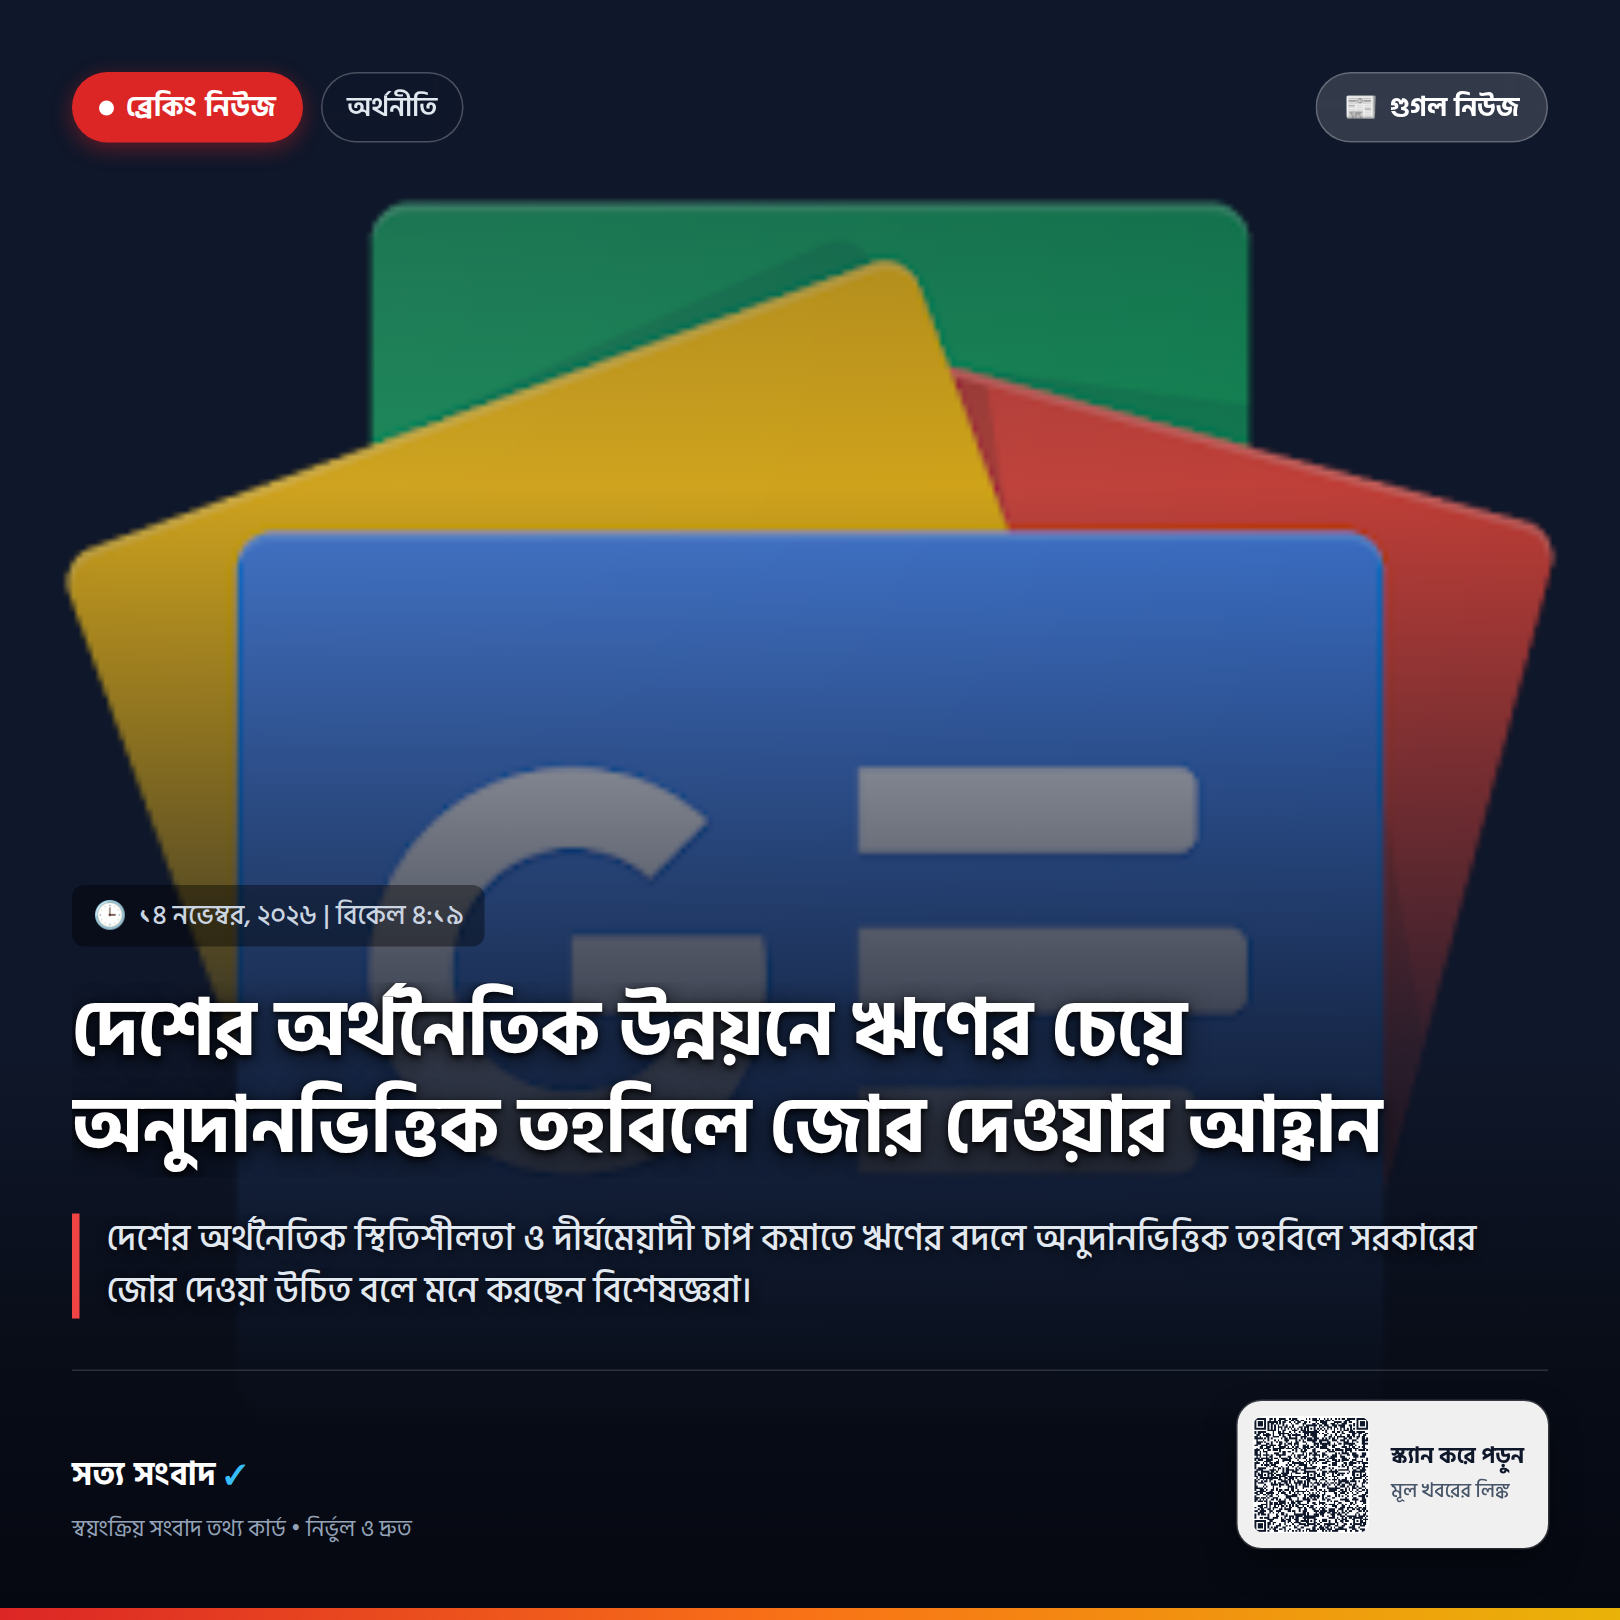 ব্রেকিং নিউজ
অর্থনীতি
📰 গুগল নিউজ
🕒 ১৪ নভেম্বর, ২০২৬ | বিকেল ৪:১৯
দেশের অর্থনৈতিক উন্নয়নে ঋণের চেয়ে
অনুদানভিত্তিক তহবিলে জোর দেওয়ার আহ্বান
দেশের অর্থনৈতিক স্থিতিশীলতা ও দীর্ঘমেয়াদী চাপ কমাতে ঋণের বদলে অনুদানভিত্তিক তহবিলে সরকারের
জোর দেওয়া উচিত বলে মনে করছেন বিশেষজ্ঞরা।
সত্য সংবাদ ✓
স্বয়ংক্রিয় সংবাদ তথ্য কার্ড • নির্ভুল ও দ্রুত
স্ক্যান করে পড়ুন
মূল খবরের লিঙ্ক